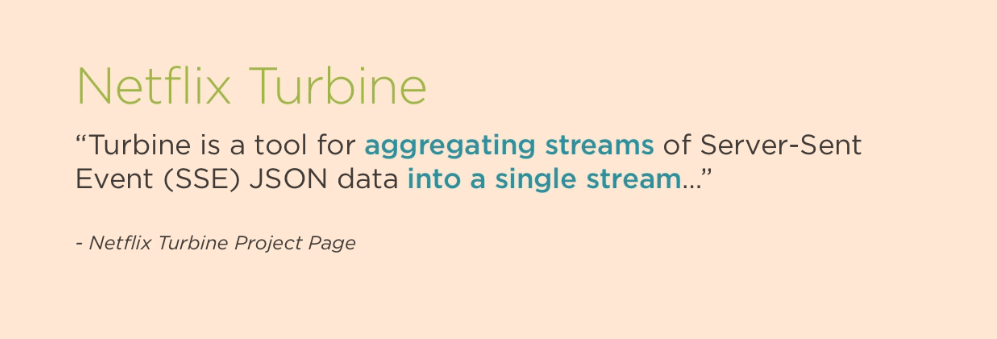 Netflix Turbine
“Turbine is a tool for aggregating streams of Server-Sent
Event (SSE) JSON data into a single stream…”
- Netflix Turbine Project Page